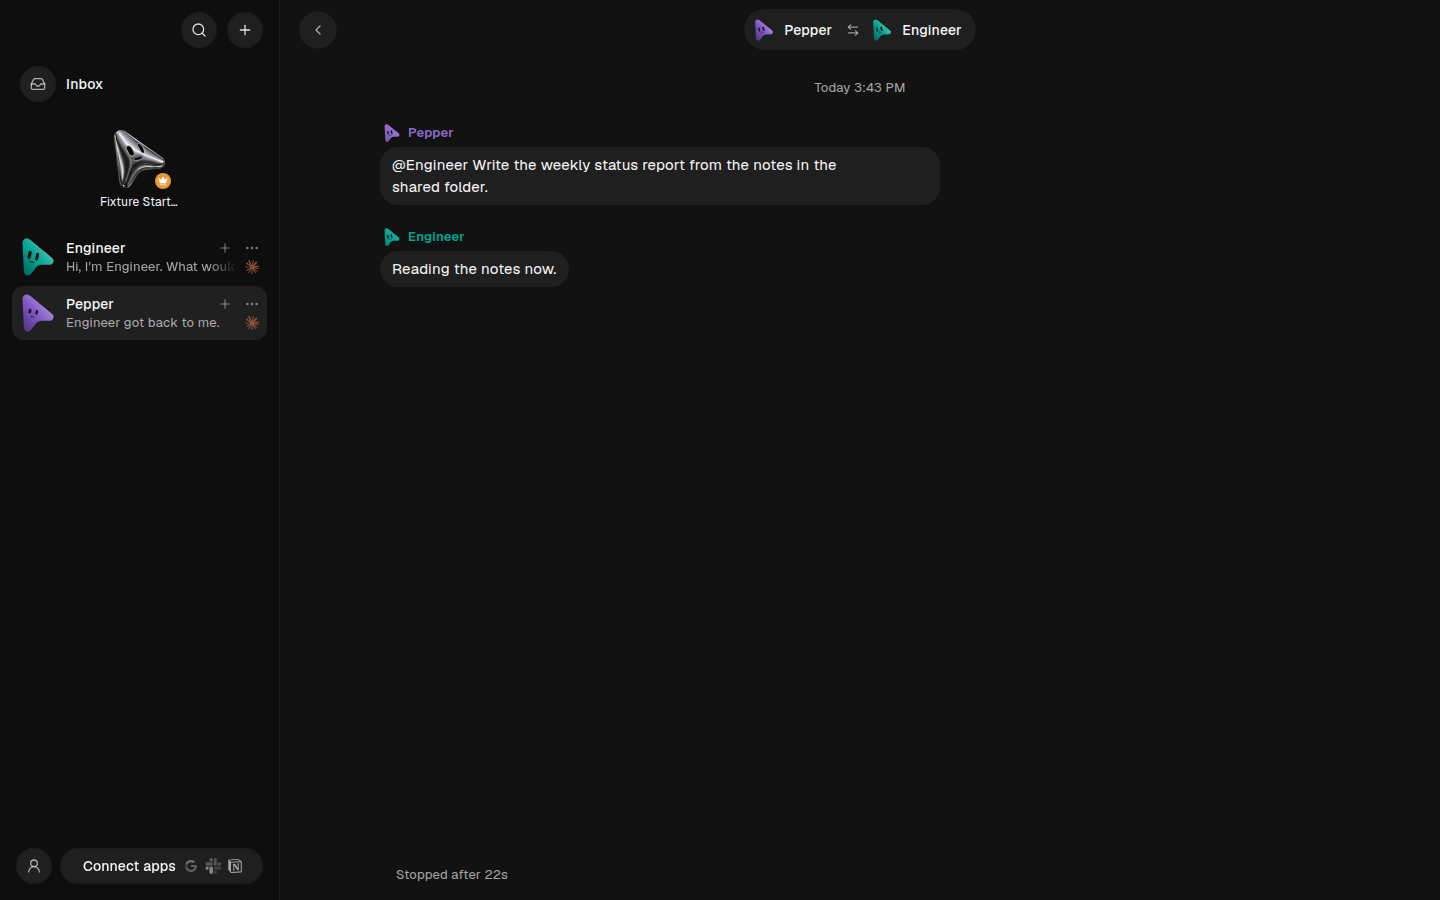 Inbox
Fixture Start...
Engineer
Hi, I'm Engineer. What woul
Pepper
Engineer got back to me.
Connect apps
Pepper
Engineer
Today 3:43 PM
Pepper
@Engineer Write the weekly status report from the notes in the
shared folder.
Engineer
Reading the notes now.
Stopped after 22s